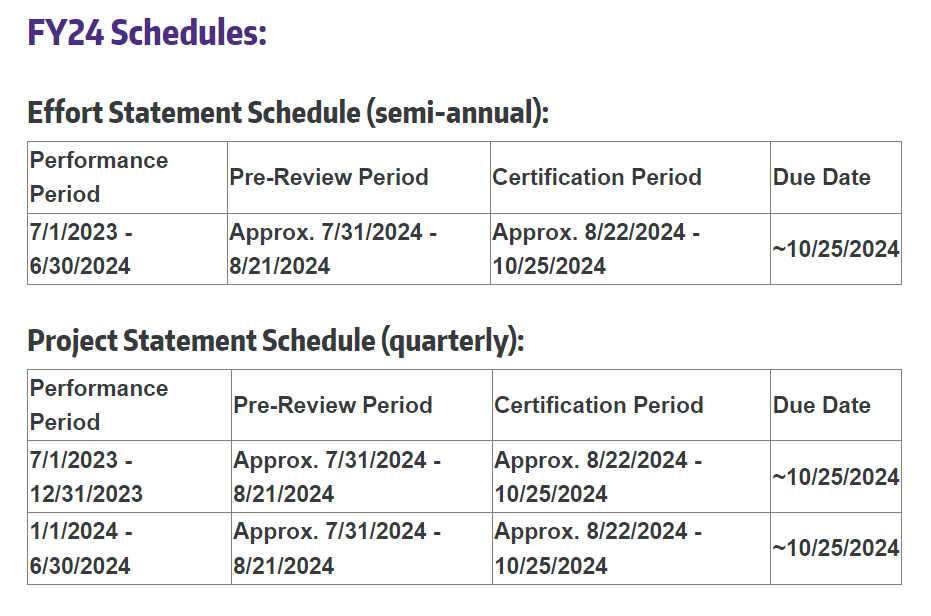 FY24 Schedules:
Effort Statement Schedule (semi-annual):
Performance Period Pre-Review Period Certification Period Due Date
7/1/2023 - 6/30/2024 Approx. 7/31/2024 - 8/21/2024 Approx. 8/22/2024 - 10/25/2024 ~10/25/2024
Project Statement Schedule (quarterly):
Performance Period Pre-Review Period Certification Period Due Date
7/1/2023 - 12/31/2023 Approx. 7/31/2024 - 8/21/2024 Approx. 8/22/2024 - 10/25/2024 ~10/25/2024
1/1/2024 - 6/30/2024 Approx. 7/31/2024 - 8/21/2024 Approx. 8/22/2024 - 10/25/2024 ~10/25/2024